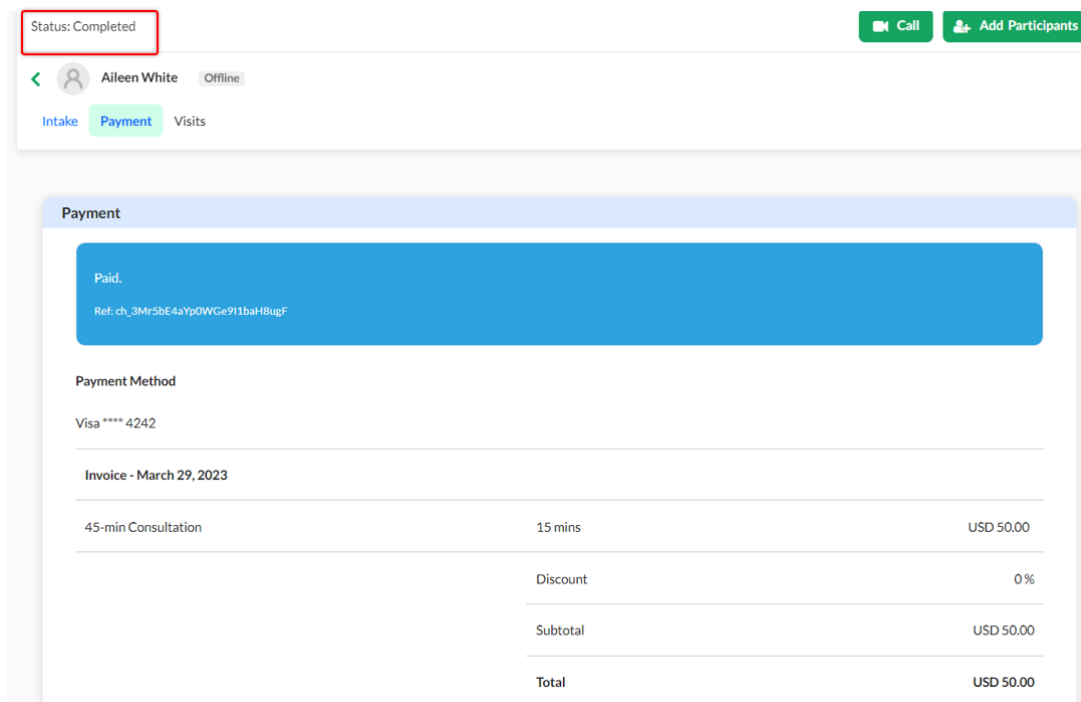 Status: Completed
Call
Add Participants
Aileen White
Offline
Intake
Payment
Visits
Payment
Paid.
Ref: ch_3Mr5bE4aYp0WGe9I1baH8ugF
Payment Method
Visa **** 4242
Invoice - March 29, 2023
45-min Consultation 15 mins USD 50.00
Discount 0 %
Subtotal USD 50.00
Total USD 50.00